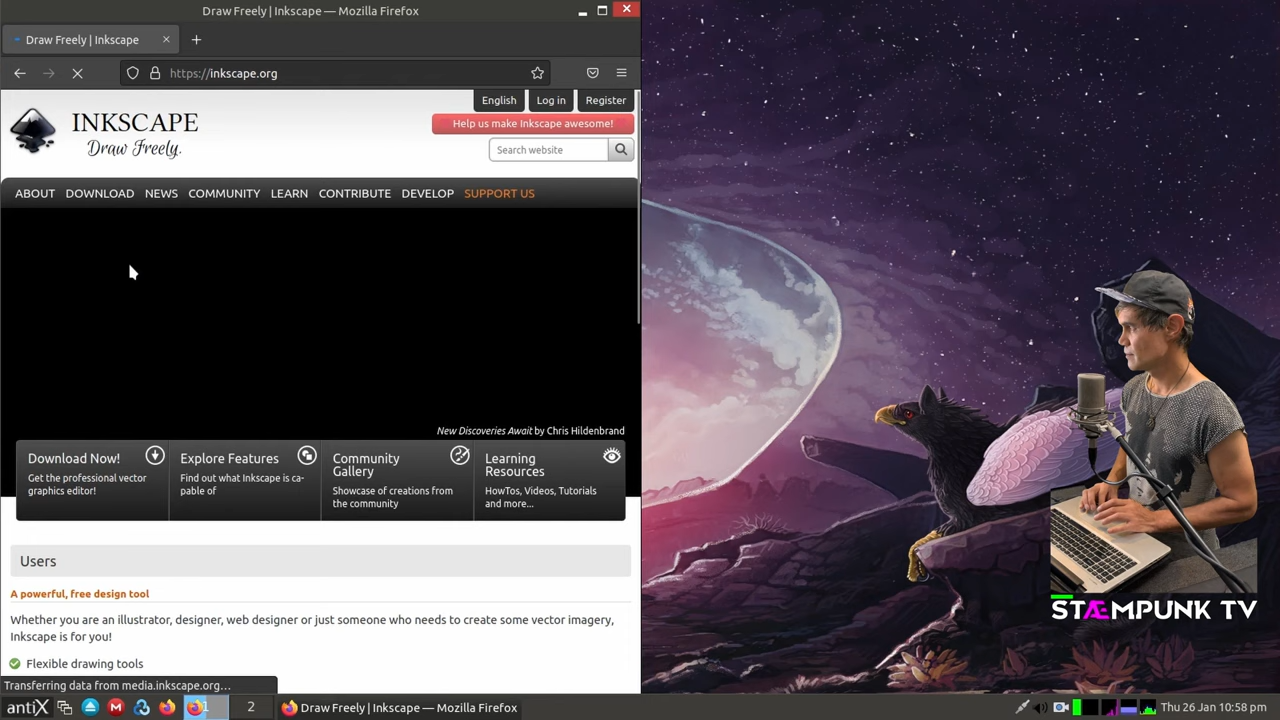 Draw Freely | Inkscape — Mozilla Firefox
Draw Freely | Inkscape
https://inkscape.org
English
Log in
Register
INKSCAPE
Draw Freely.
Help us make Inkscape awesome!
Search website
ABOUT DOWNLOAD NEWS COMMUNITY LEARN CONTRIBUTE DEVELOP SUPPORT US
New Discoveries Await by Chris Hildenbrand
Download Now!
Get the professional vector
graphics editor!
Explore Features
Find out what Inkscape is ca-
pable of
Community
Gallery
Showcase of creations from
the community
Learning
Resources
HowTos, Videos, Tutorials
and more...
Users
A powerful, free design tool
Whether you are an illustrator, designer, web designer or just someone who needs to create some vector imagery,
Inkscape is for you!
Flexible drawing tools
Transferring data from media.inkscape.org…
STÆMPUNK TV
antiX
1
2
Draw Freely | Inkscape — Mozilla Firefox
Thu 26 Jan 10:58 pm